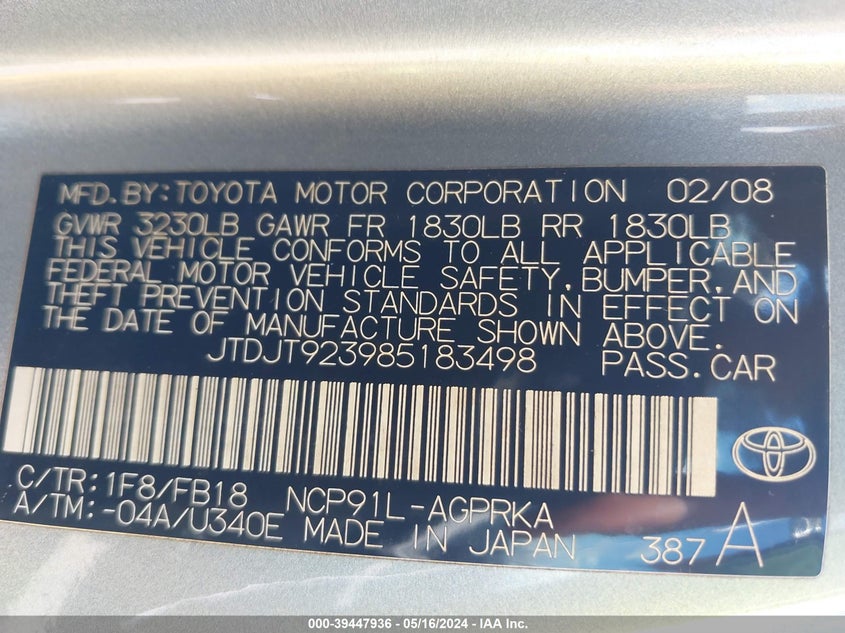 MFD.BY:TOYOTA MOTOR CORPORATION 02/08
GVWR 3230LB GAWR FR 1830LB RR 1830LB
THIS VEHICLE CONFORMS TO ALL APPLICABLE
FEDERAL MOTOR VEHICLE SAFETY,BUMPER,AND
THEFT PREVENTION STANDARDS IN EFFECT ON
THE DATE OF MANUFACTURE SHOWN ABOVE.
JTDJT923985183498 PASS.CAR
C/TR:1F8/FB18 NCP91L-AGPRKA
A/TM:-04A/U340E MADE IN JAPAN 387 A
000-39447936 - 05/16/2024 - IAA Inc.